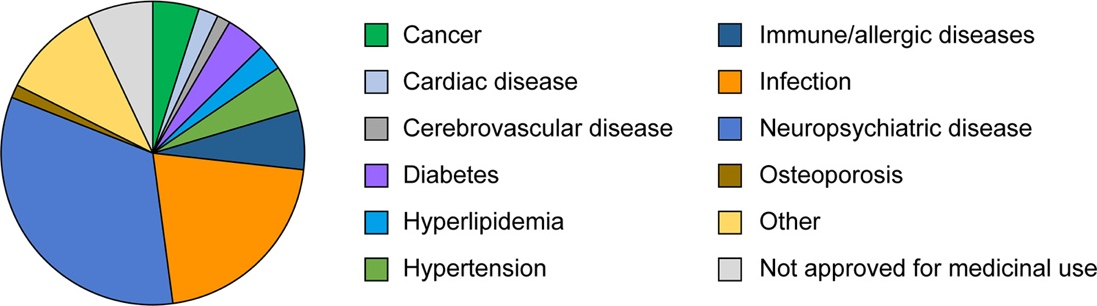 Cancer
Cardiac disease
Cerebrovascular disease
Diabetes
Hyperlipidemia
Hypertension
Immune/allergic diseases
Infection
Neuropsychiatric disease
Osteoporosis
Other
Not approved for medicinal use